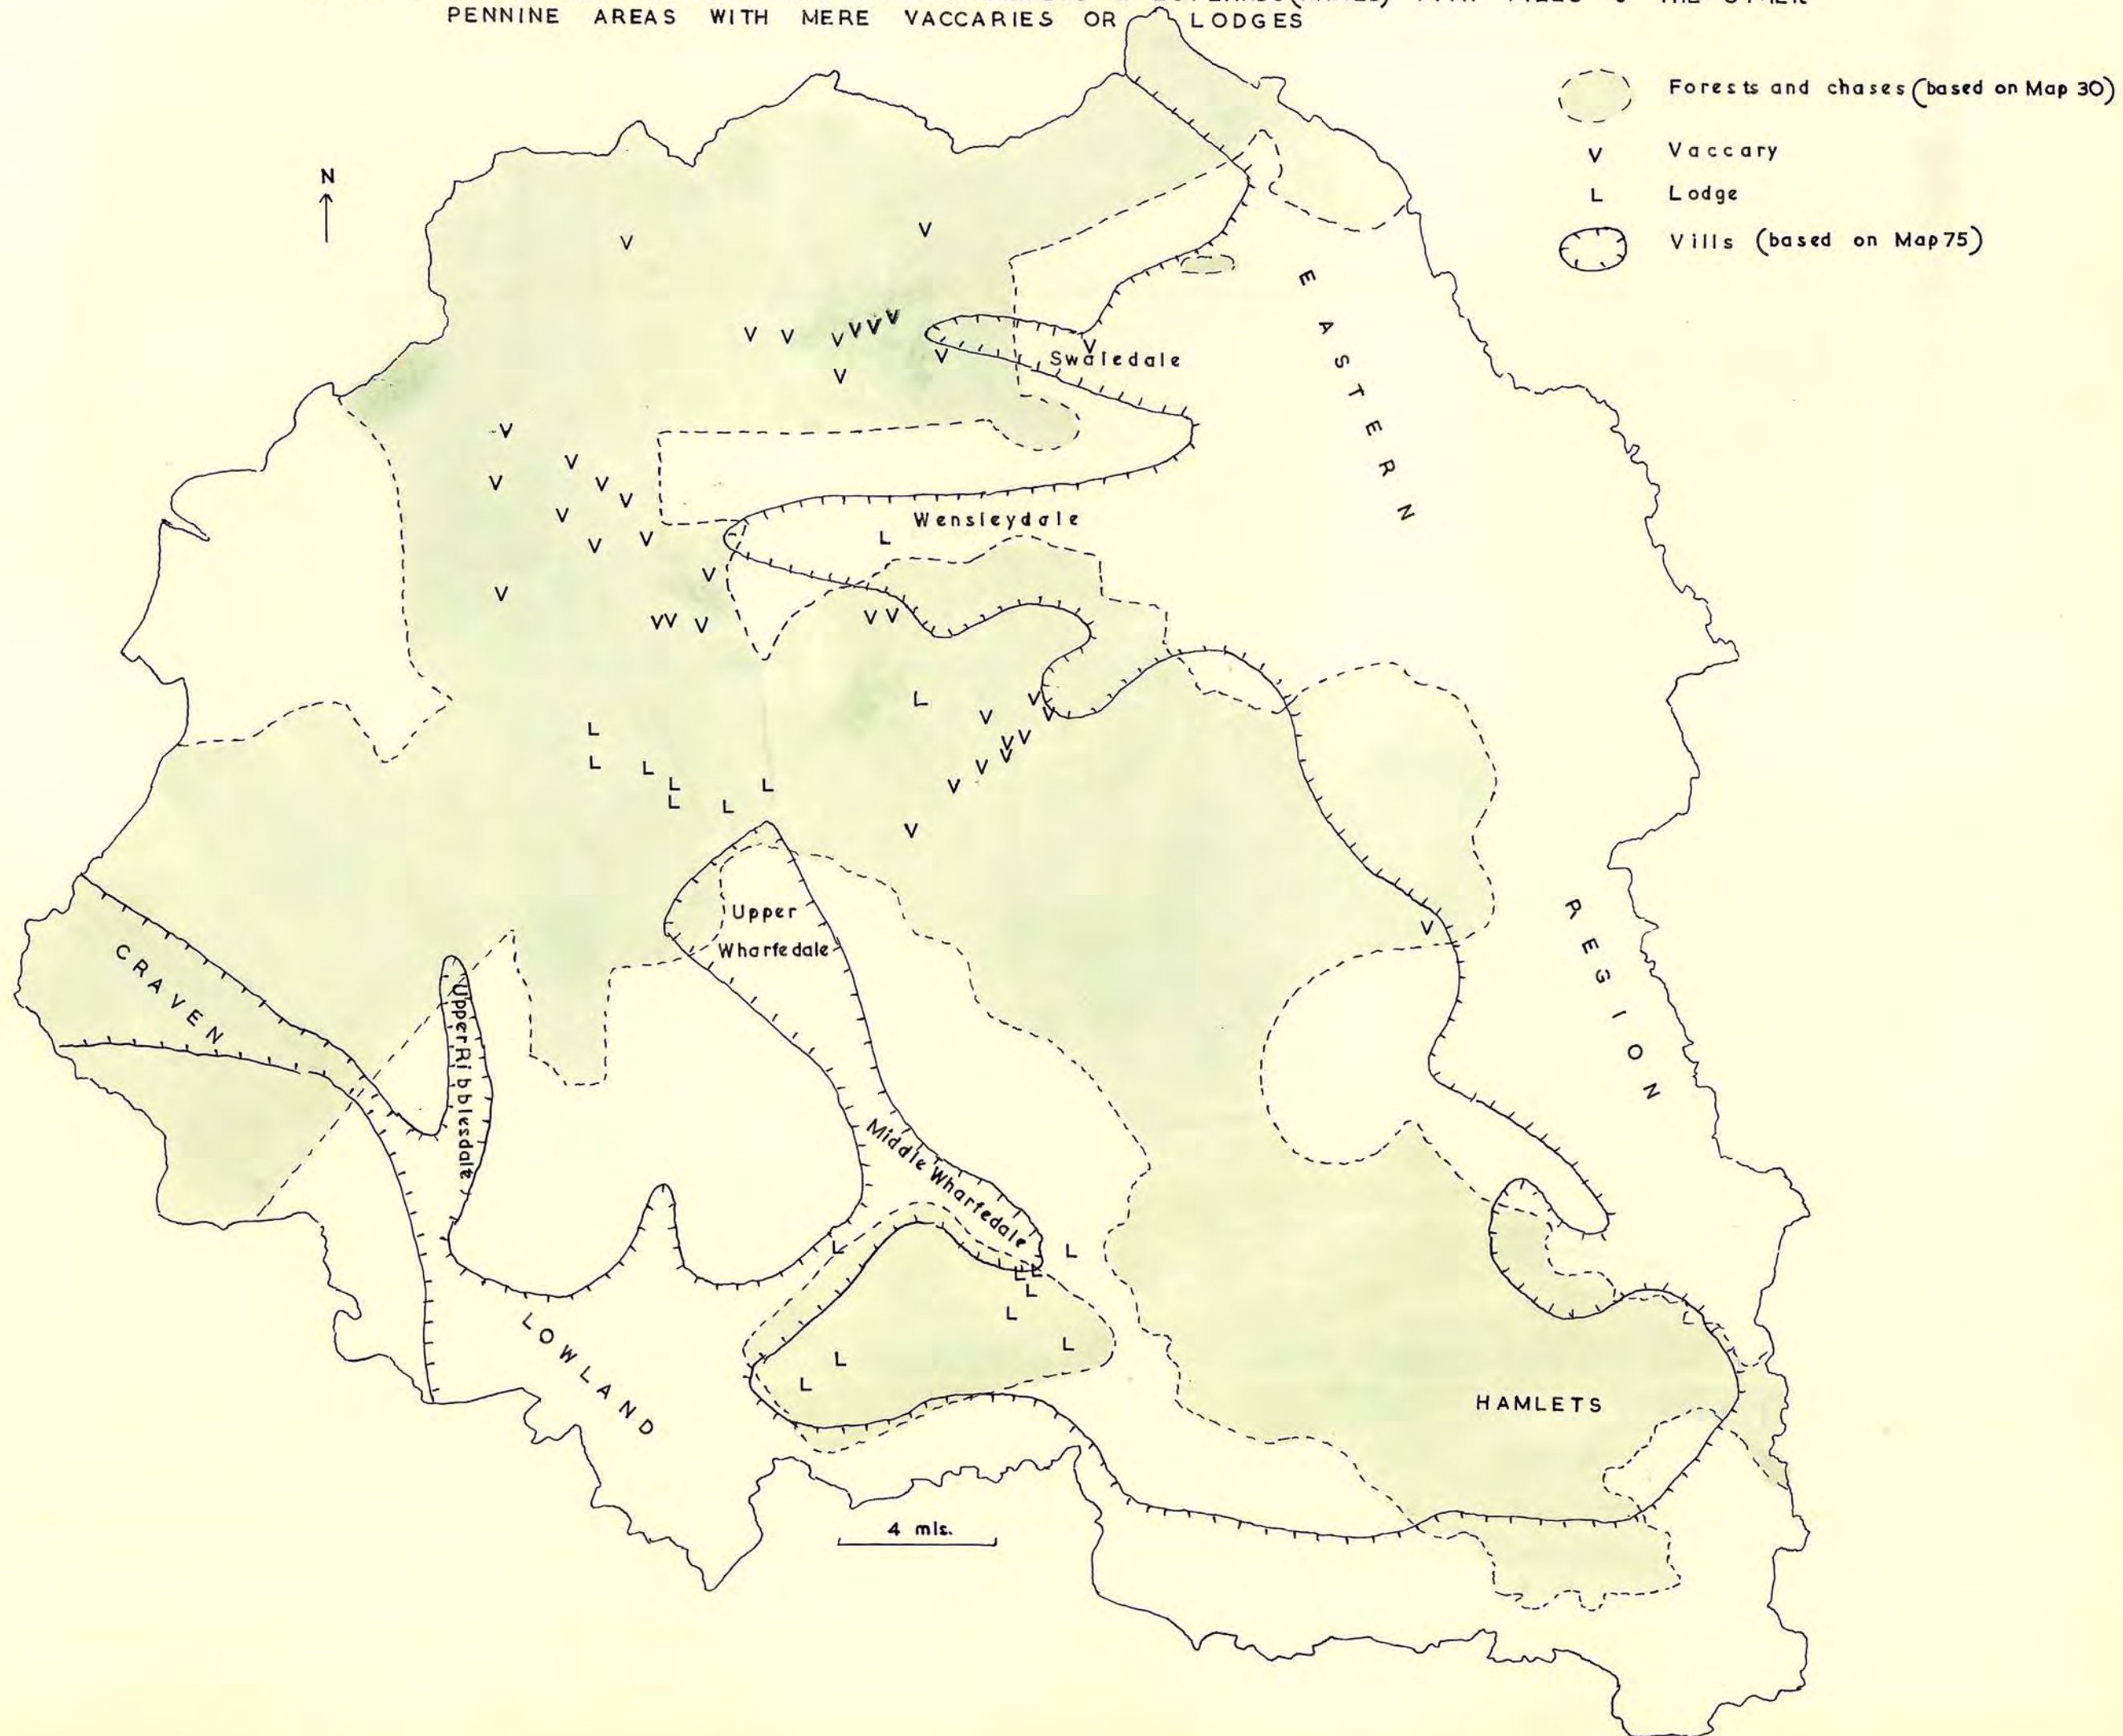 PENNINE AREAS WITH MERE VACCARIES OR LODGES
Forests and chases (based on Map 30)
V Vaccary
L Lodge
Vills (based on Map 75)
N
V
V
V V V V V V
V
V
V
Swaledale
V
V
V
V
V
V
V
V
V
V
Wensleydale
L
V
V V V
V V
EASTERN
REGION
L
V
V
V
V V
V
V
V
V
L
L
L
L
L
L
L
V
Upper
Wharfedale
CRAVEN
Upper Ribblesdale
Middle Wharfedale
L
L
L L
L
L
L
L
L
LOWLAND
HAMLETS
4 mls.